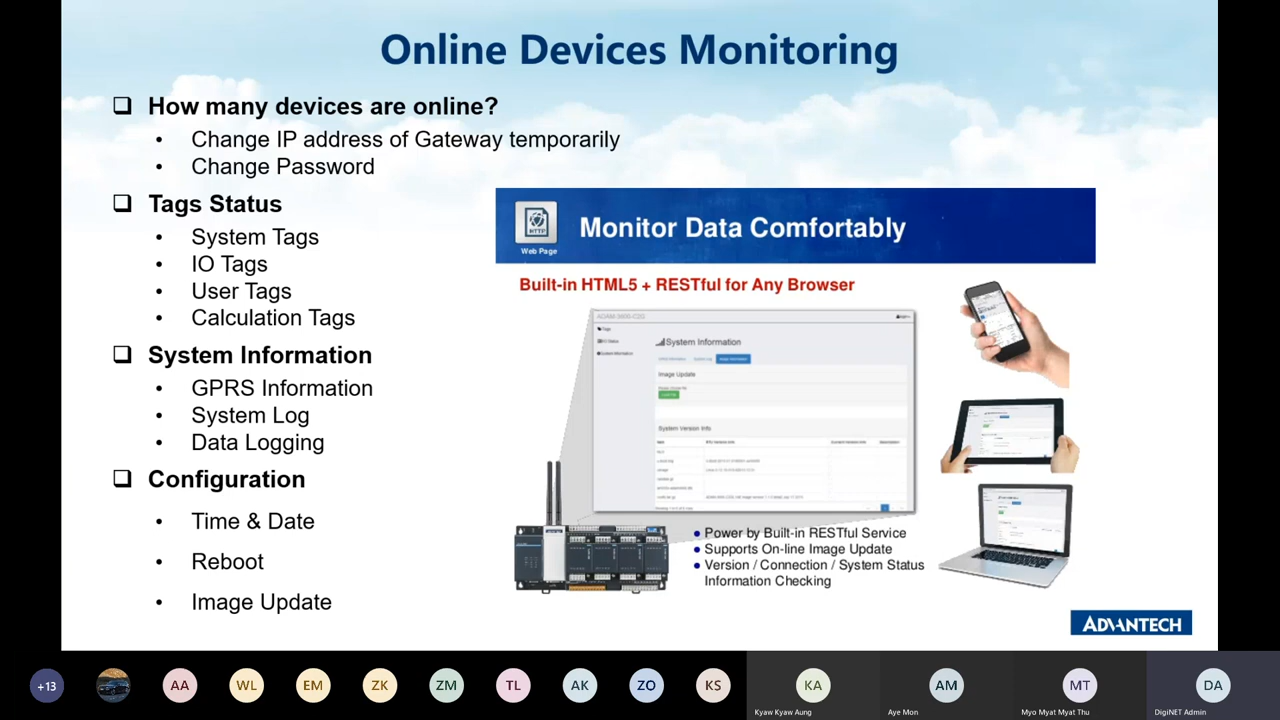 Online Devices Monitoring
❑ How many devices are online?
• Change IP address of Gateway temporarily
• Change Password
❑ Tags Status
• System Tags
• IO Tags
• User Tags
• Calculation Tags
❑ System Information
• GPRS Information
• System Log
• Data Logging
❑ Configuration
• Time & Date
• Reboot
• Image Update
HTTP
Web Page
Monitor Data Comfortably
Built-in HTML5 + RESTful for Any Browser
Tags
System Information
System Information
Image Update
System Version Info
• Power by Built-in RESTful Service
• Supports On-line Image Update
• Version / Connection / System Status
Information Checking
ADVANTECH
+13
AA
WL
EM
ZK
ZM
TL
AK
ZO
KS
KA
Kyaw Kyaw Aung
AM
Aye Mon
MT
Myo Myat Myat Thu
DA
DigiNET Admin